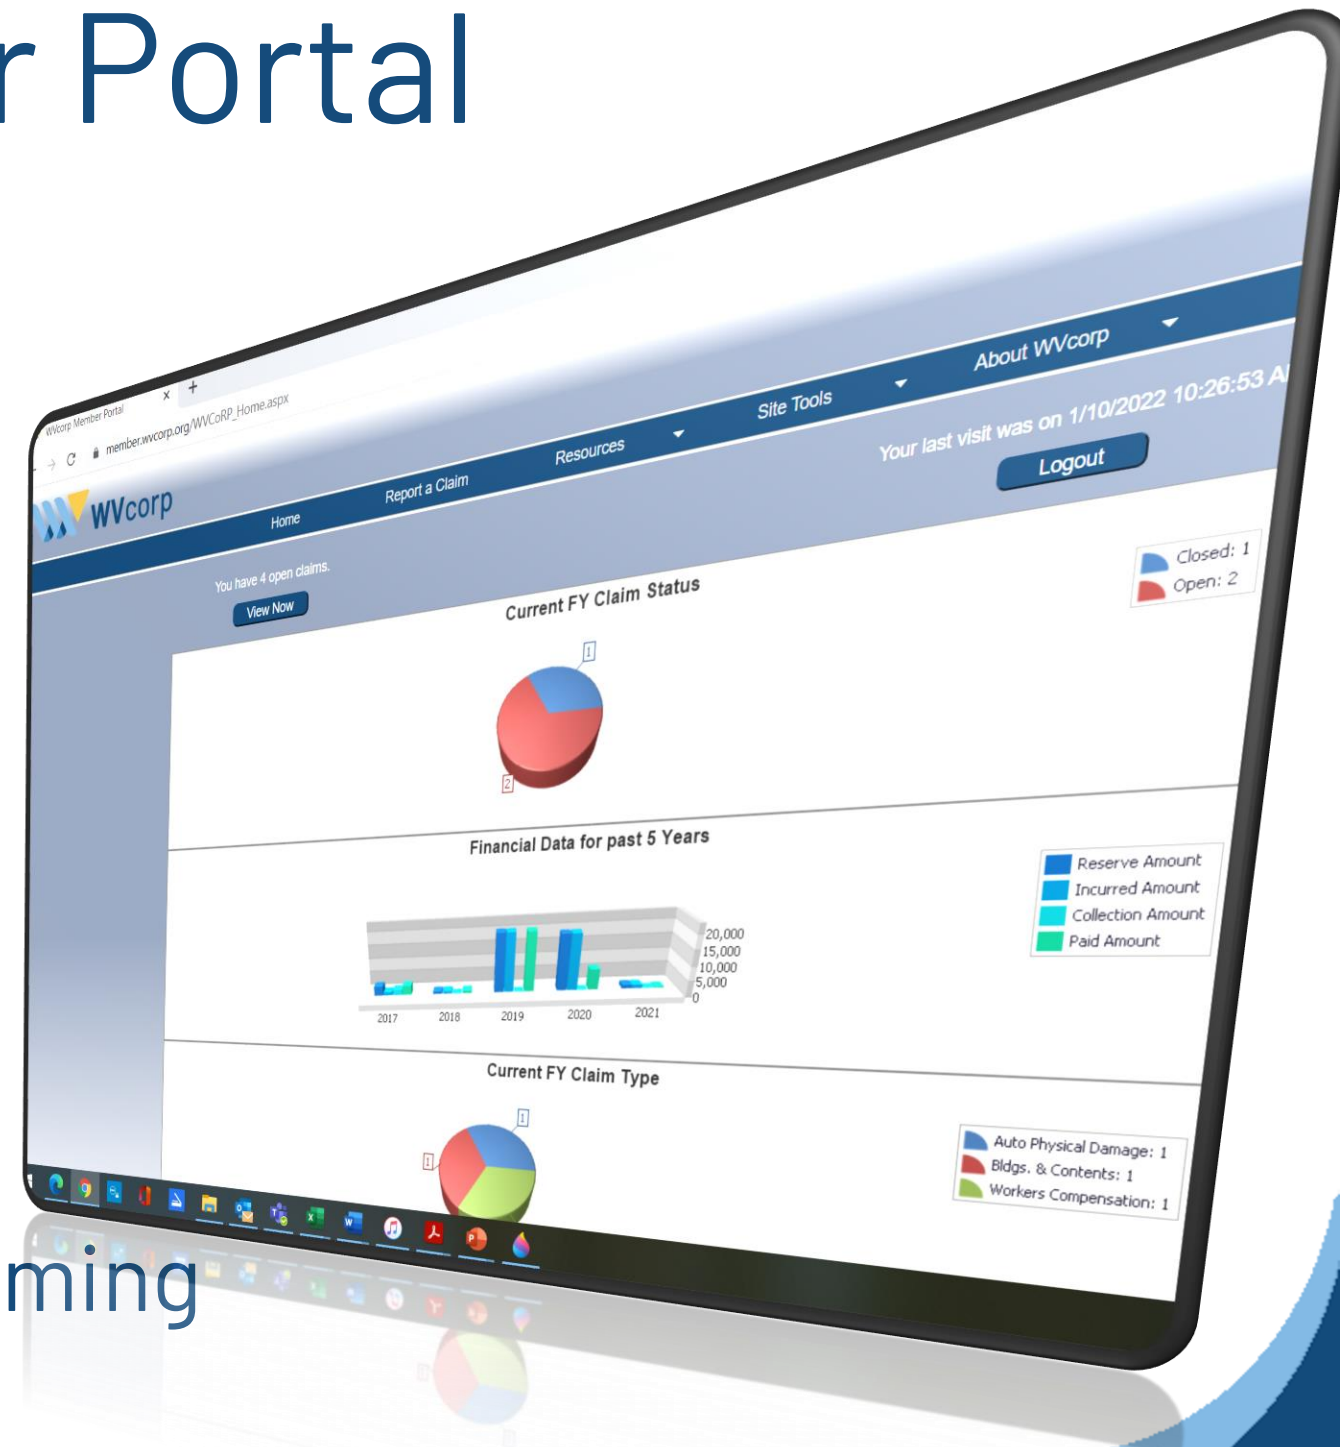 r Portal
WVcorp Member Portal x +
member.wvcorp.org/WVCoRP_Home.aspx
WVcorp
Home Report a Claim Resources Site Tools About WVcorp
Your last visit was on 1/10/2022 10:26:53
Logout
You have 4 open claims.
View Now
Current FY Claim Status
Closed: 1
Open: 2
1
2
Financial Data for past 5 Years
Reserve Amount
Incurred Amount
Collection Amount
Paid Amount
20,000
15,000
10,000
5,000
0
2017 2018 2019 2020 2021
Current FY Claim Type
1
1
Auto Physical Damage: 1
Bldgs. & Contents: 1
Workers Compensation: 1
ming